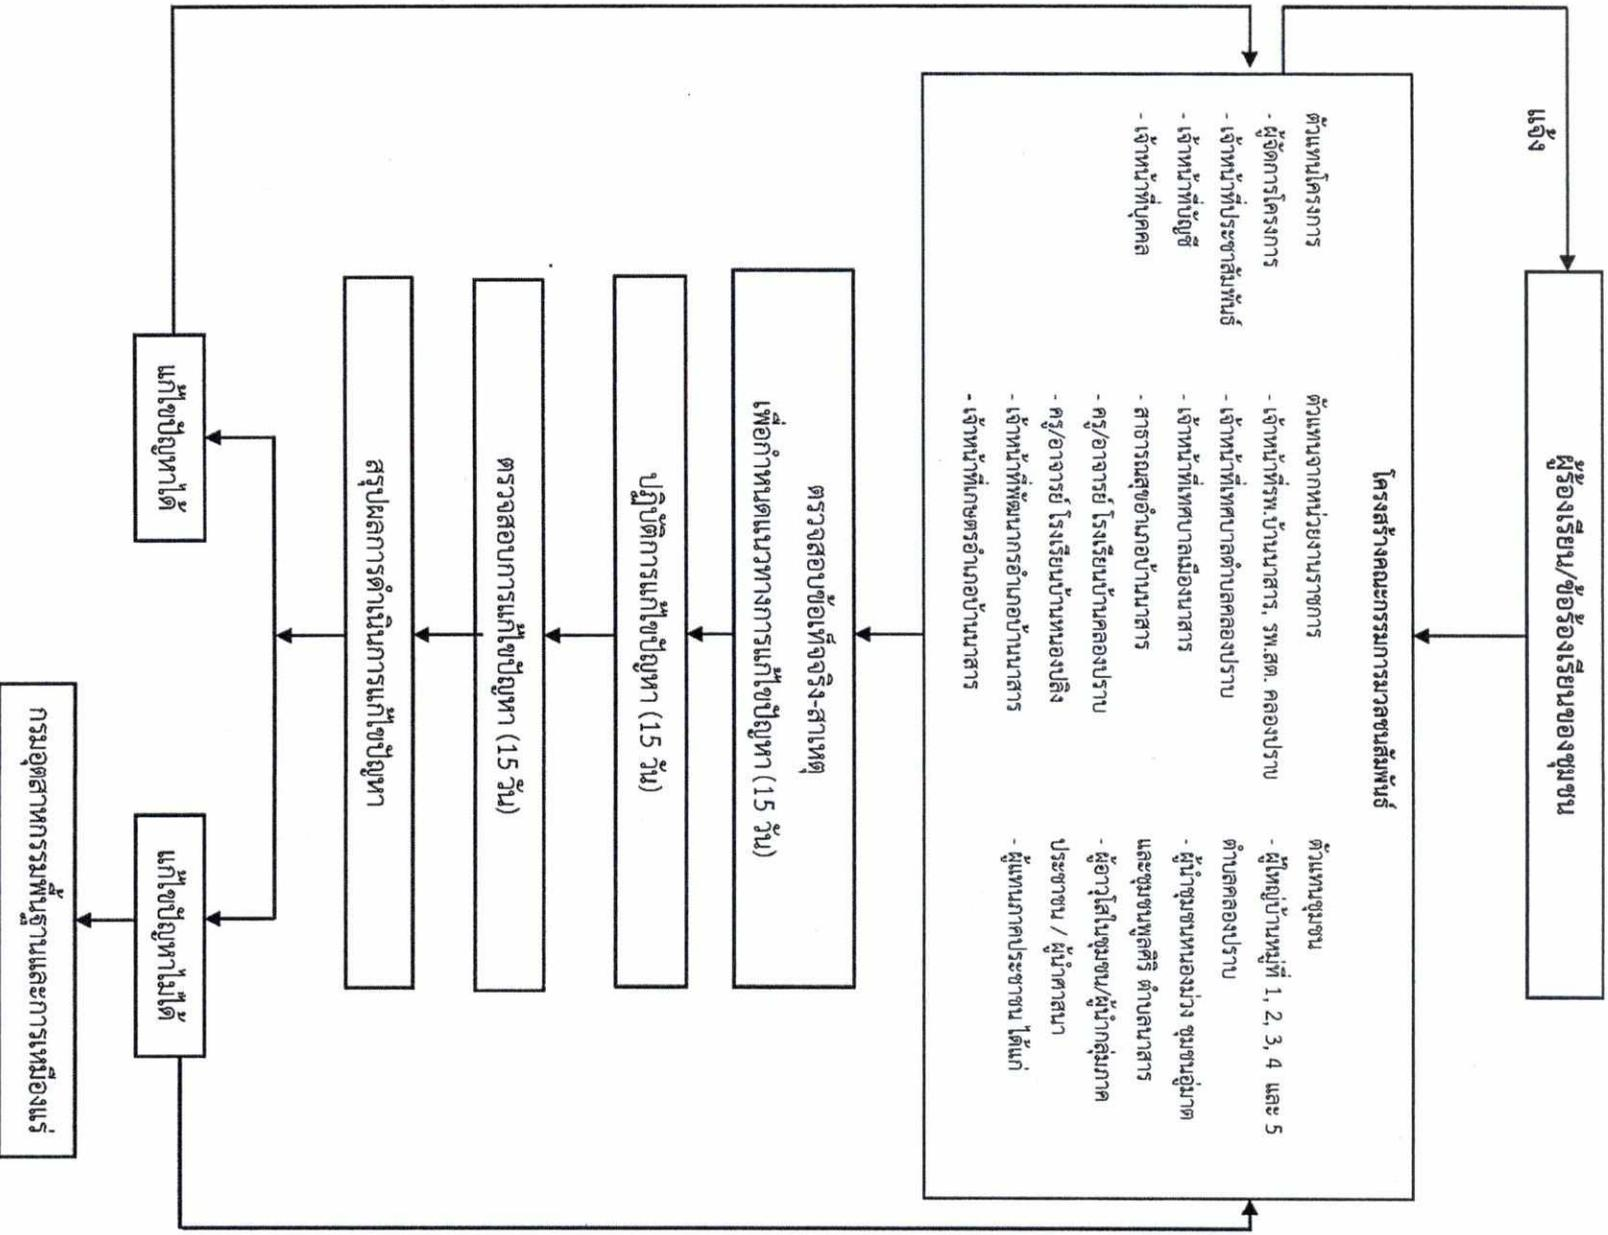 ผู้ร้องเรียน/ข้อร้องเรียนของชุมชน
แจ้ง
โครงสร้างคณะกรรมการมวลชนสัมพันธ์
ตัวแทนโครงการ
- ผู้จัดการโครงการ
- เจ้าหน้าที่ประชาสัมพันธ์
- เจ้าหน้าที่บัญชี
- เจ้าหน้าที่บุคคล
ตัวแทนจากหน่วยงานราชการ
- เจ้าหน้าที่รพ.บ้านนาสาร, รพ.สต. คลองปราบ
- เจ้าหน้าที่เทศบาลตำบลคลองปราบ
- เจ้าหน้าที่เทศบาลเมืองนาสาร
- สาธารณสุขอำเภอบ้านนาสาร
- ครู/อาจารย์ โรงเรียนบ้านคลองปราบ
- ครู/อาจารย์ โรงเรียนบ้านหนองปลิง
- เจ้าหน้าที่พัฒนากรอำเภอบ้านนาสาร
- เจ้าหน้าที่เกษตรอำเภอบ้านนาสาร
ตัวแทนชุมชน
- ผู้ใหญ่บ้านหมู่ที่ 1, 2, 3, 4 และ 5
ตำบลคลองปราบ
- ผู้นำชุมชนหนองม่วง ชุมชนอู่มาด
และชุมชนพูลศิริ ตำบลนาสาร
- ผู้อาวุโสในชุมชน/ผู้นำกลุ่มภาค
ประชาชน / ผู้นำศาสนา
- ผู้แทนภาคประชาชน ได้แก่
ตรวจสอบข้อเท็จจริง-สาเหตุ
เพื่อกำหนดแนวทางการแก้ไขปัญหา (15 วัน)
ปฏิบัติการแก้ไขปัญหา (15 วัน)
ตรวจสอบการแก้ไขปัญหา (15 วัน)
สรุปผลการดำเนินการแก้ไขปัญหา
แก้ไขปัญหาได้
แก้ไขปัญหาไม่ได้
กรมอุตสาหกรรมพื้นฐานและการเหมืองแร่